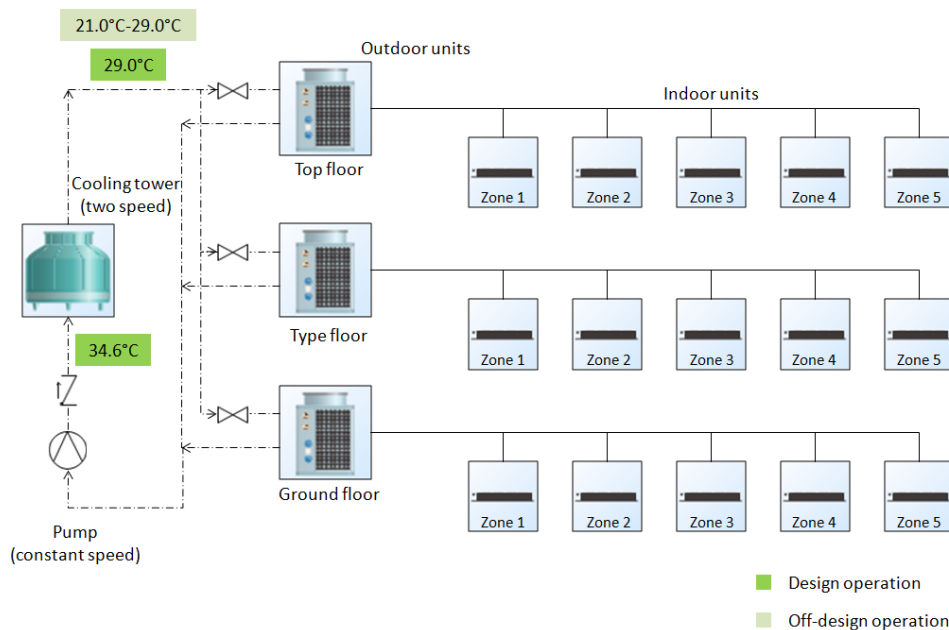 21.0°C-29.0°C
29.0°C
Outdoor units
Indoor units
Top floor
Zone 1
Zone 2
Zone 3
Zone 4
Zone 5
Cooling tower
(two speed)
Type floor
34.6°C
Zone 1
Zone 2
Zone 3
Zone 4
Zone 5
Ground floor
Zone 1
Zone 2
Zone 3
Zone 4
Zone 5
Pump
(constant speed)
Design operation
Off-design operation